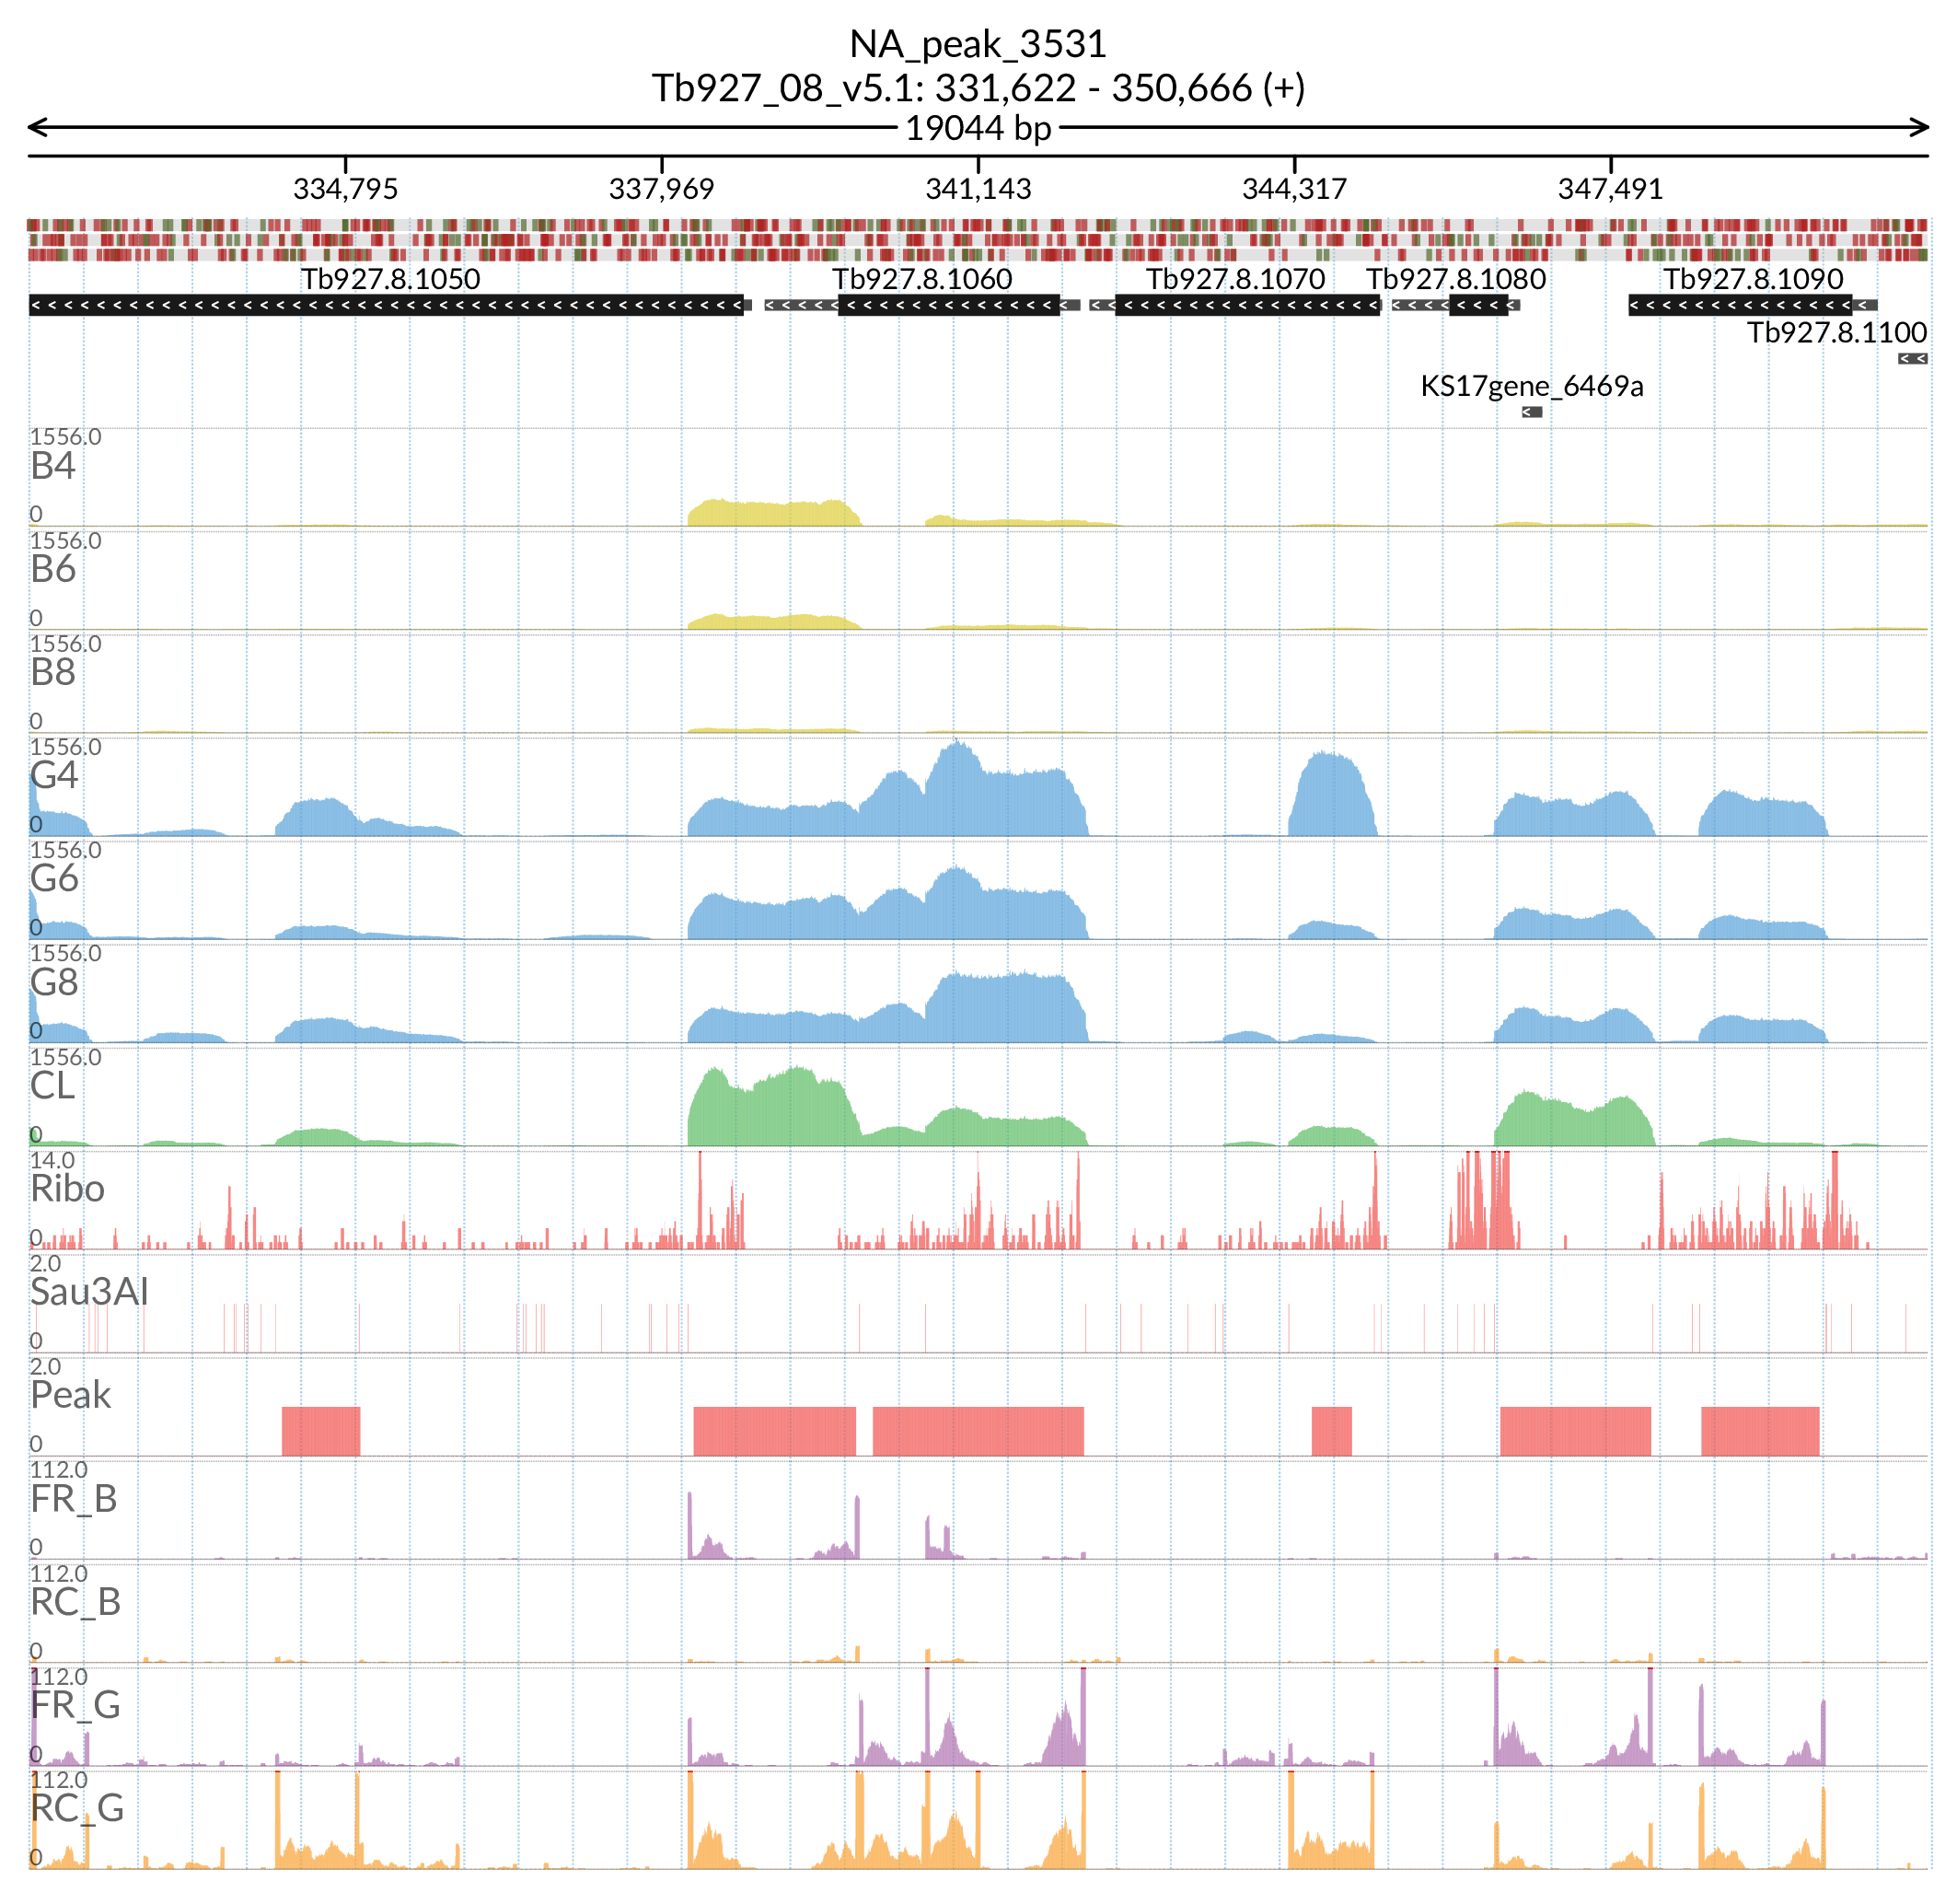 NA_peak_3531
Tb927_08_v5.1: 331,622 - 350,666 (+)
19044 bp
334,795 337,969 341,143 344,317 347,491
Tb927.8.1050 Tb927.8.1060 Tb927.8.1070 Tb927.8.1080 Tb927.8.1090
Tb927.8.1100
KS17gene_6469a
1556.0
B4
0
1556.0
B6
0
1556.0
B8
0
1556.0
G4
0
1556.0
G6
0
1556.0
G8
0
1556.0
CL
0
14.0
Ribo
0
2.0
Sau3AI
0
2.0
Peak
0
112.0
FR_B
0
112.0
RC_B
0
112.0
FR_G
0
112.0
RC_G
0